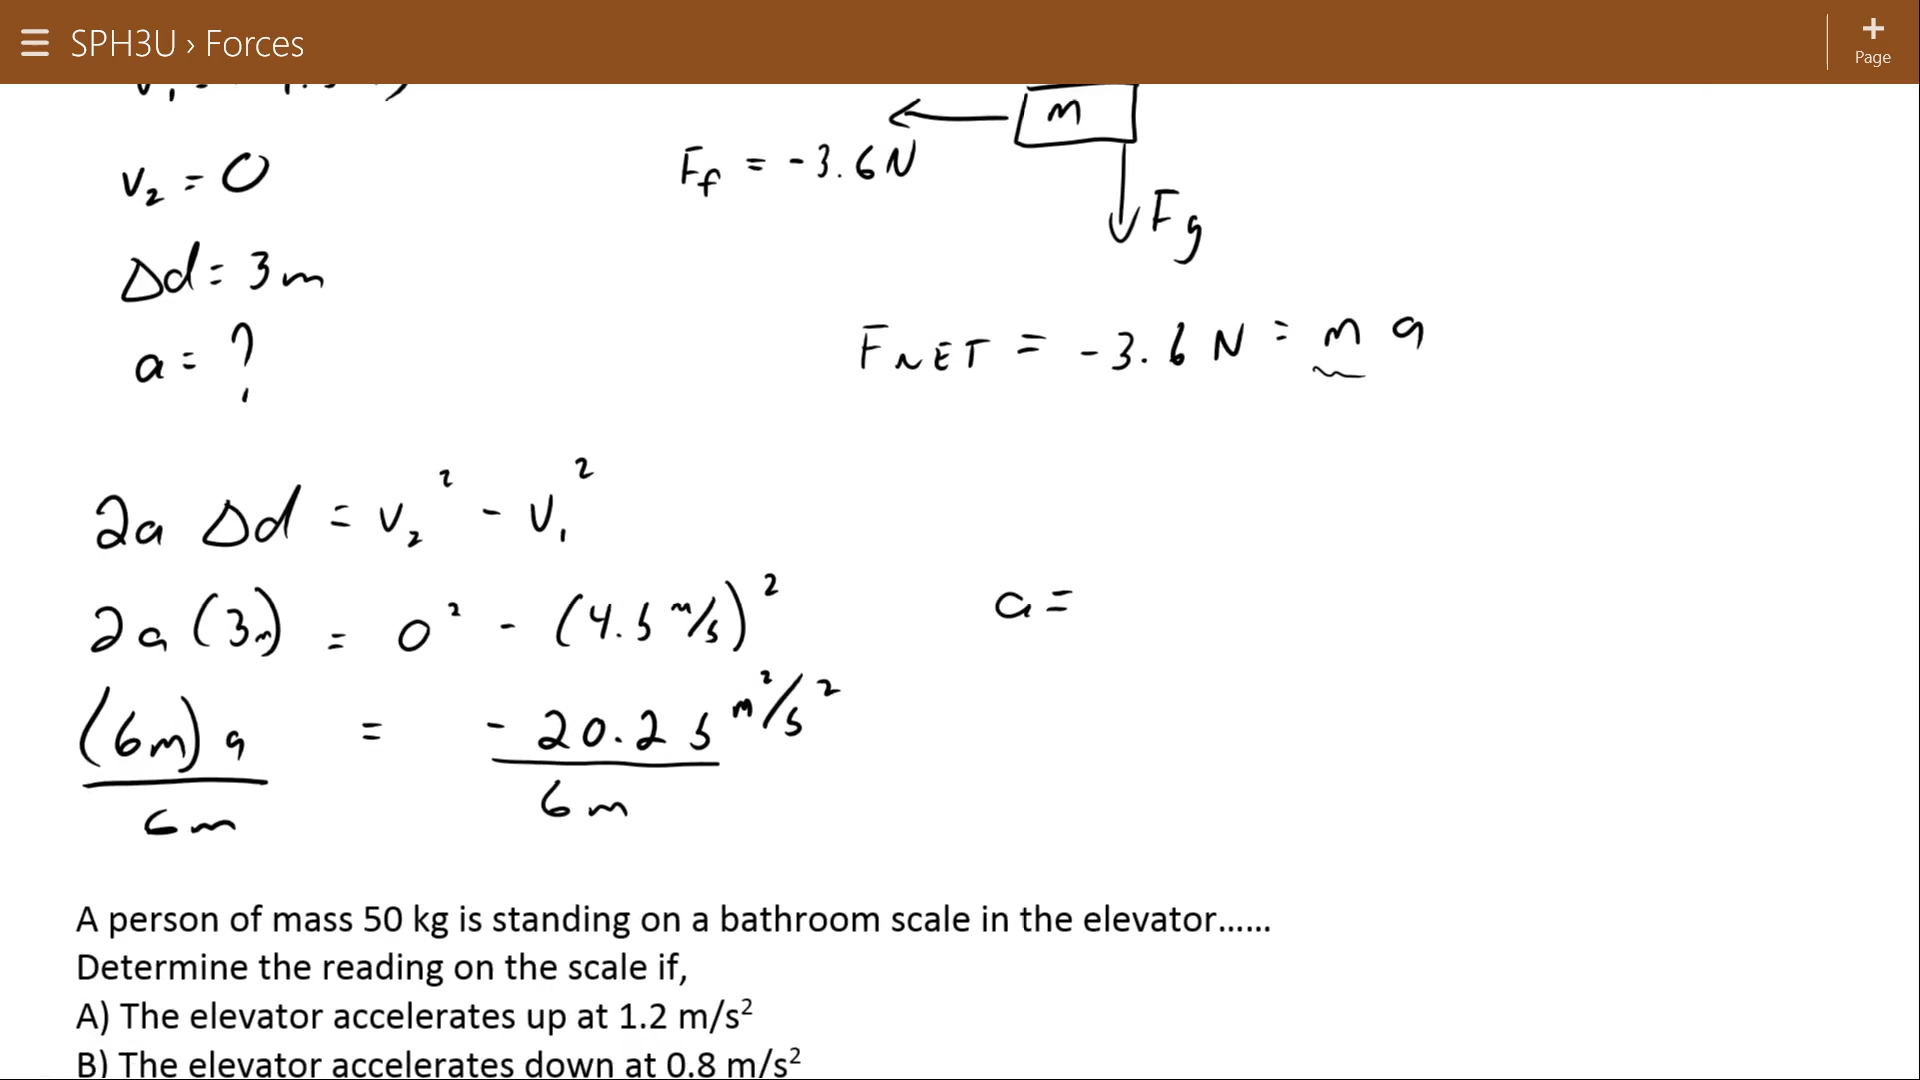 SPH3U › Forces
+
Page
m
v₂ = 0
F_f = -3.6N
F_g
Δd = 3m
a = ?
F_NET = -3.6 N = m a
2a Δd = v₂² - v₁²
2a (3m) = 0² - (4.5 m/s)²
a =
(6m) a = -20.25 m²/s²
6m 6m
A person of mass 50 kg is standing on a bathroom scale in the elevator......
Determine the reading on the scale if,
A) The elevator accelerates up at 1.2 m/s²
B) The elevator accelerates down at 0.8 m/s²